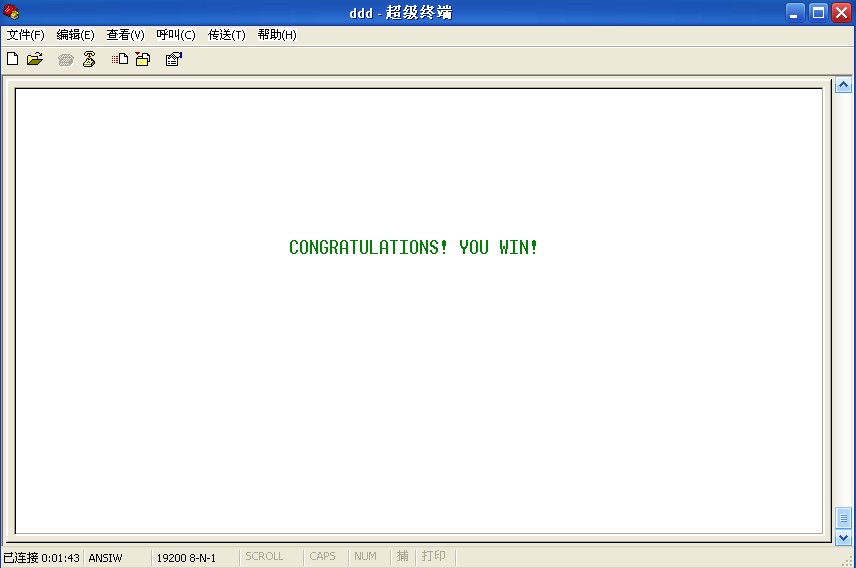 ddd - 超级终端
文件(F) 编辑(E) 查看(V) 呼叫(C) 传送(T) 帮助(H)
CONGRATULATIONS! YOU WIN!
已连接 0:01:43 ANSIW 19200 8-N-1 SCROLL CAPS NUM 捕 打印